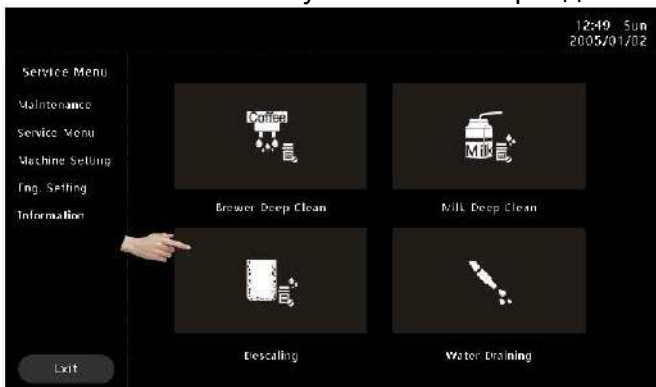 12:49 Sun
2005/01/02
Service Menu
Maintenance
Service Menu
Machine Setting
Eng. Setting
Information
Exit
Coffee
Brewer Deep Clean
Milk
Milk Deep Clean
Descaling
Water Draining